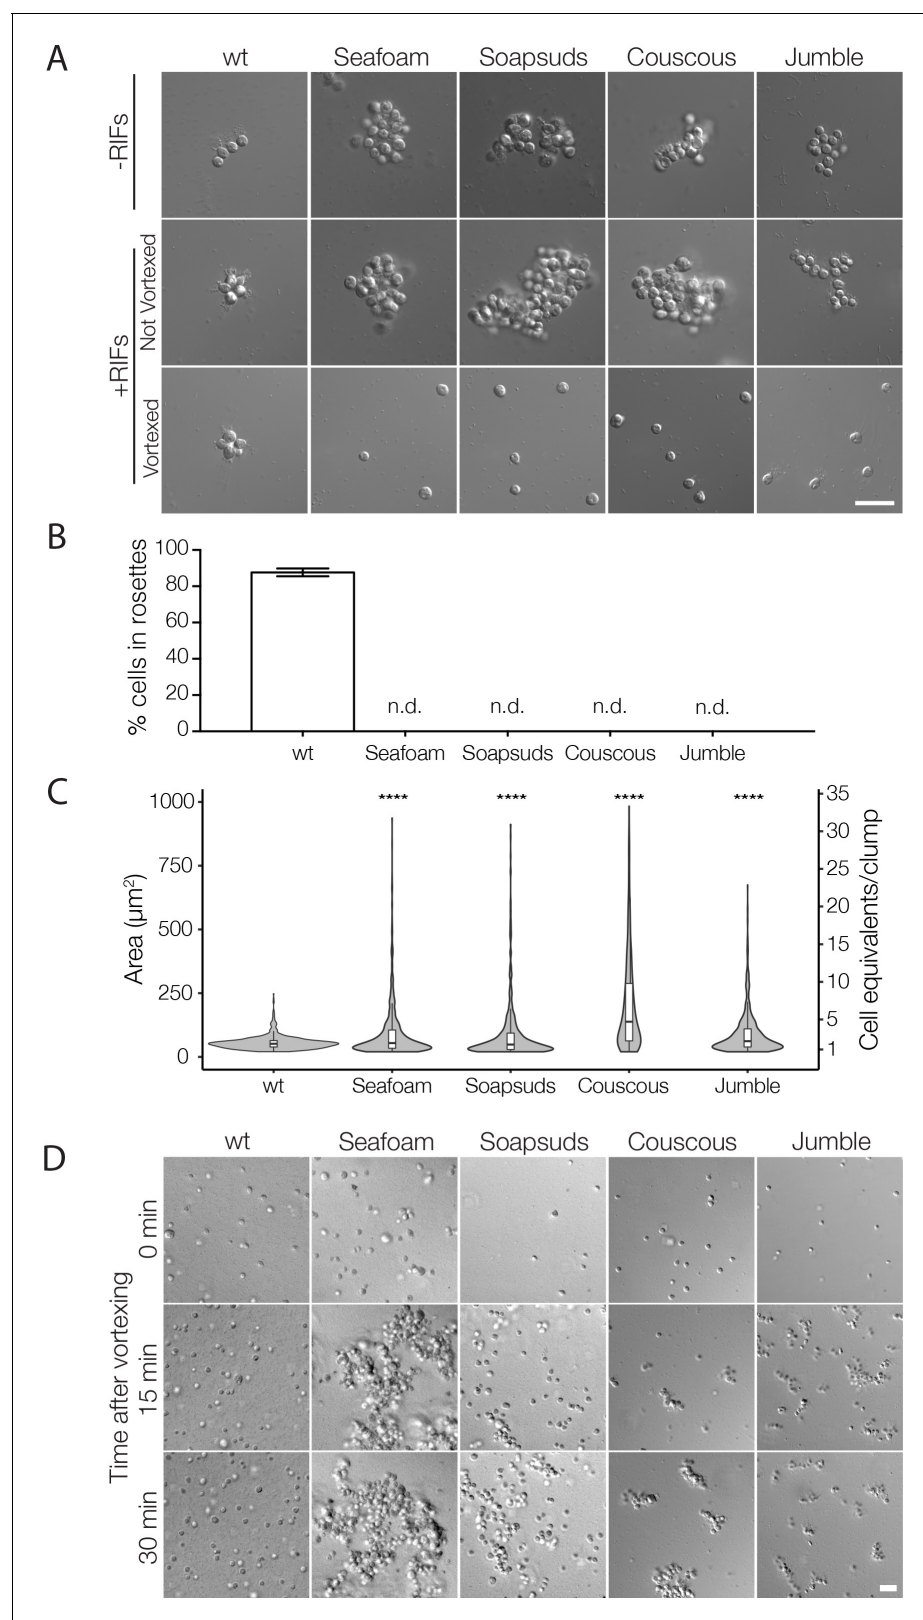 A
wt Seafoam Soapsuds Couscous Jumble
-RIFs
+RIFs
Not Vortexed
Vortexed
B
% cells in rosettes
100
80
60
40
20
0
n.d. n.d. n.d. n.d.
wt Seafoam Soapsuds Couscous Jumble
C
Area (µm²)
1000
750
500
250
0
**** **** **** ****
35
30
25
20
15
10
5
1
Cell equivalents/clump
wt Seafoam Soapsuds Couscous Jumble
D
wt Seafoam Soapsuds Couscous Jumble
Time after vortexing
0 min
15 min
30 min